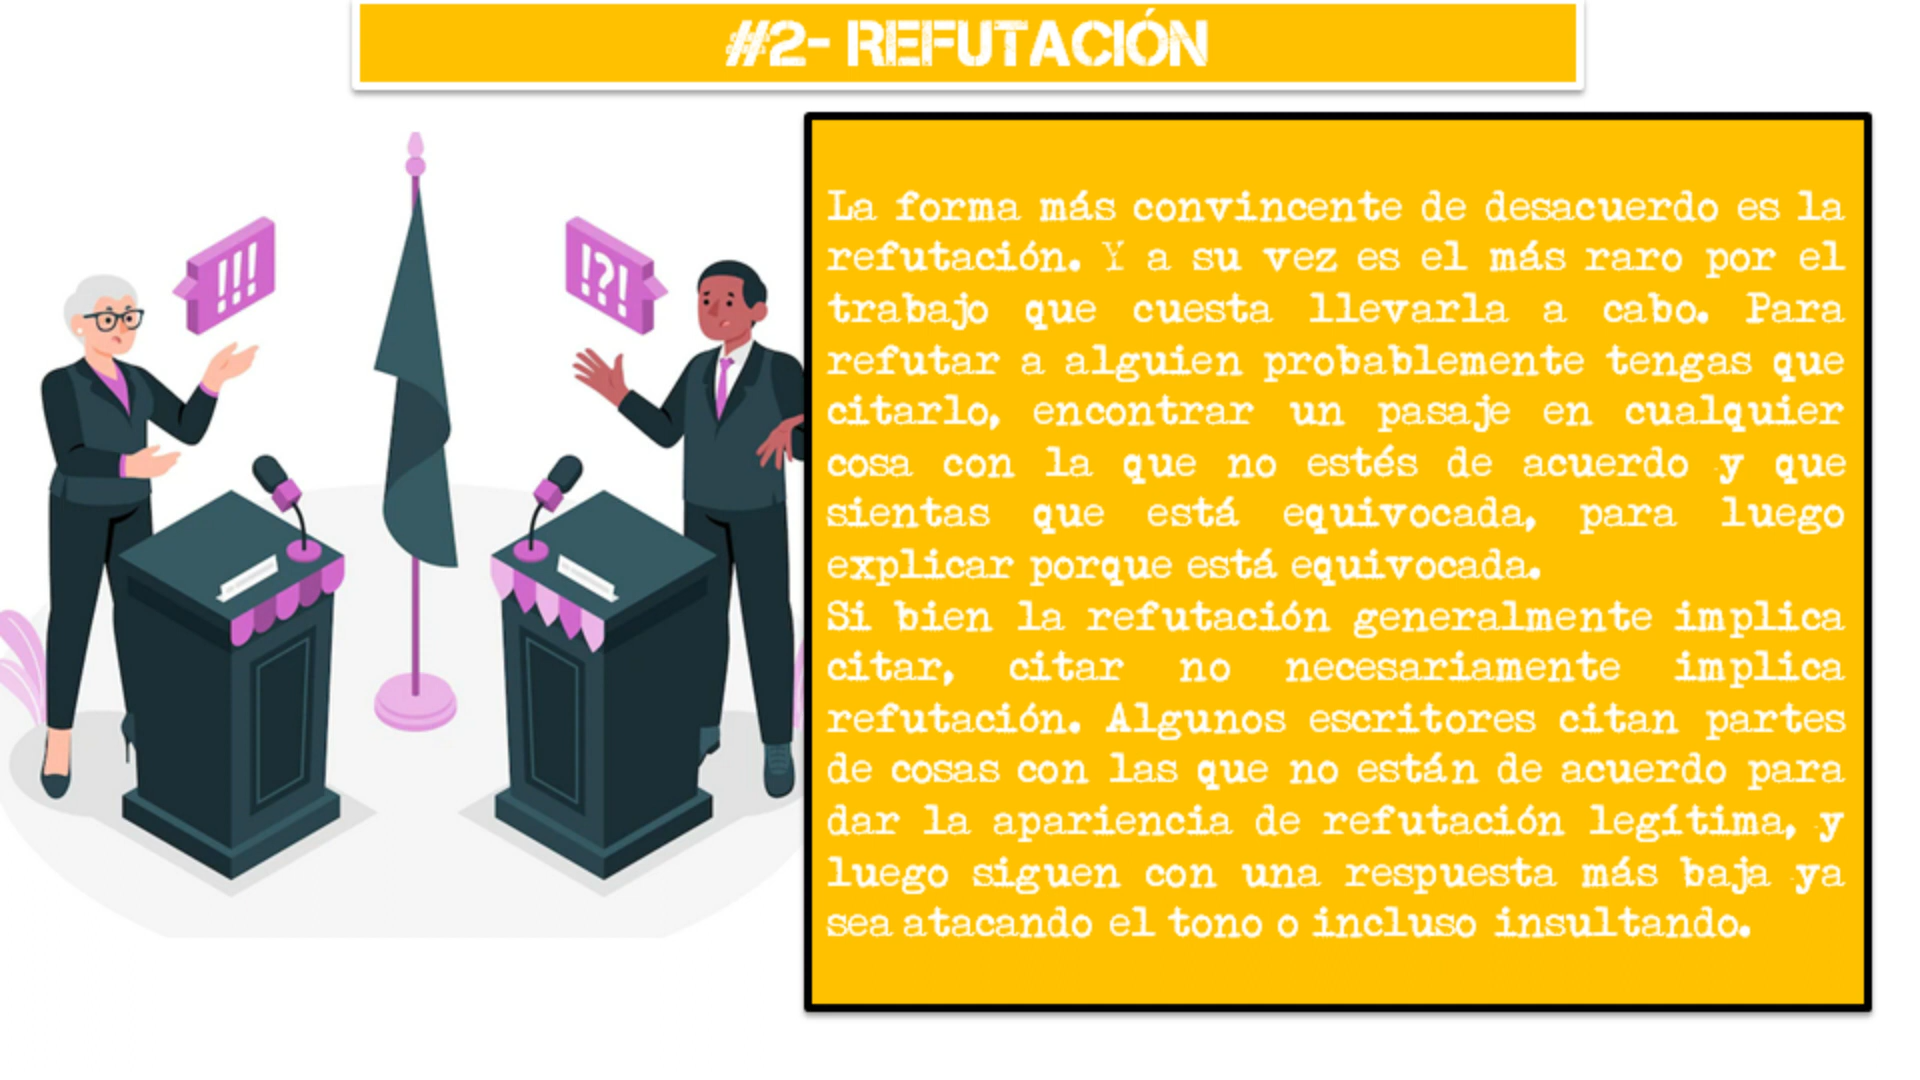 #2- REFUTACIÓN
!!!
!?!
La forma más convincente de desacuerdo es la
refutación. Y a su vez es el más raro por el
trabajo que cuesta llevarla a cabo. Para
refutar a alguien probablemente tengas que
citarlo, encontrar un pasaje en cualquier
cosa con la que no estés de acuerdo y que
sientas que está equivocada, para luego
explicar porque está equivocada.
Si bien la refutación generalmente implica
citar, citar no necesariamente implica
refutación. Algunos escritores citan partes
de cosas con las que no están de acuerdo para
dar la apariencia de refutación legítima, y
luego siguen con una respuesta más baja ya
sea atacando el tono o incluso insultando.